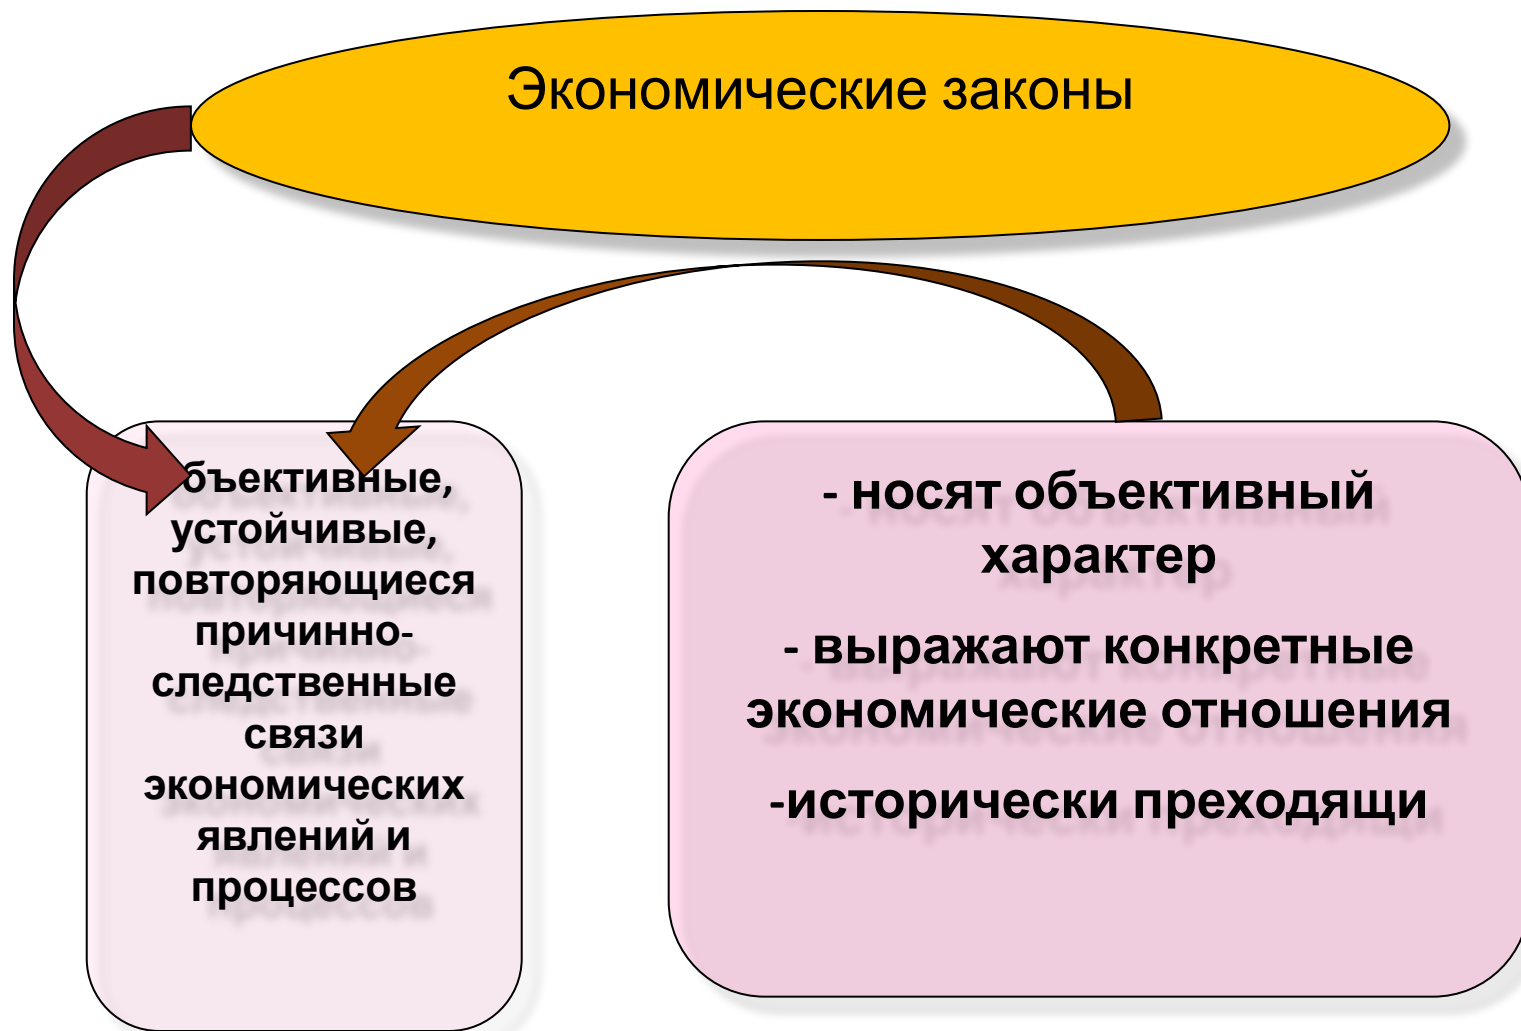 Экономические законы
бъективные,
устойчивые,
повторяющиеся
причинно-
следственные
связи
экономических
явлений и
процессов
- носят объективный
характер
- выражают конкретные
экономические отношения
-исторически преходящи